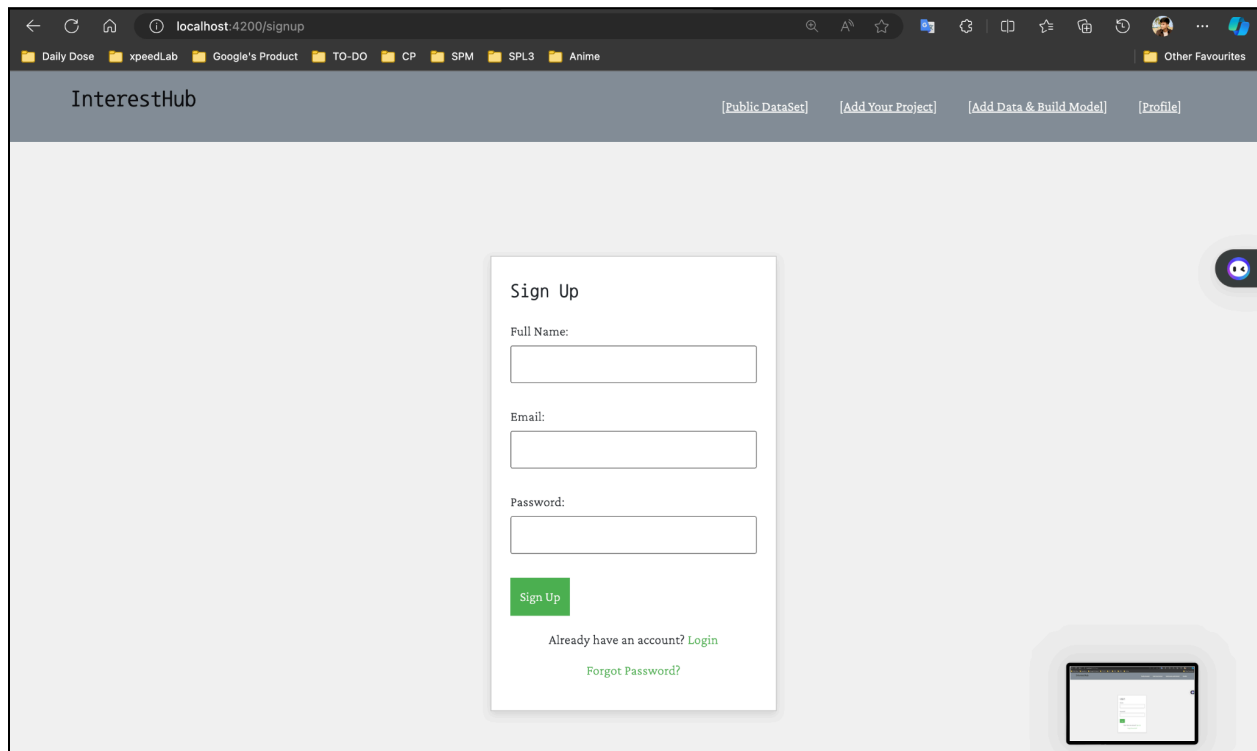 localhost:4200/signup
Daily Dose xpeedLab Google's Product TO-DO CP SPM SPL3 Anime Other Favourites
InterestHub
[Public DataSet] [Add Your Project] [Add Data & Build Model] [Profile]
Sign Up
Full Name:
Email:
Password:
Sign Up
Already have an account? Login
Forgot Password?